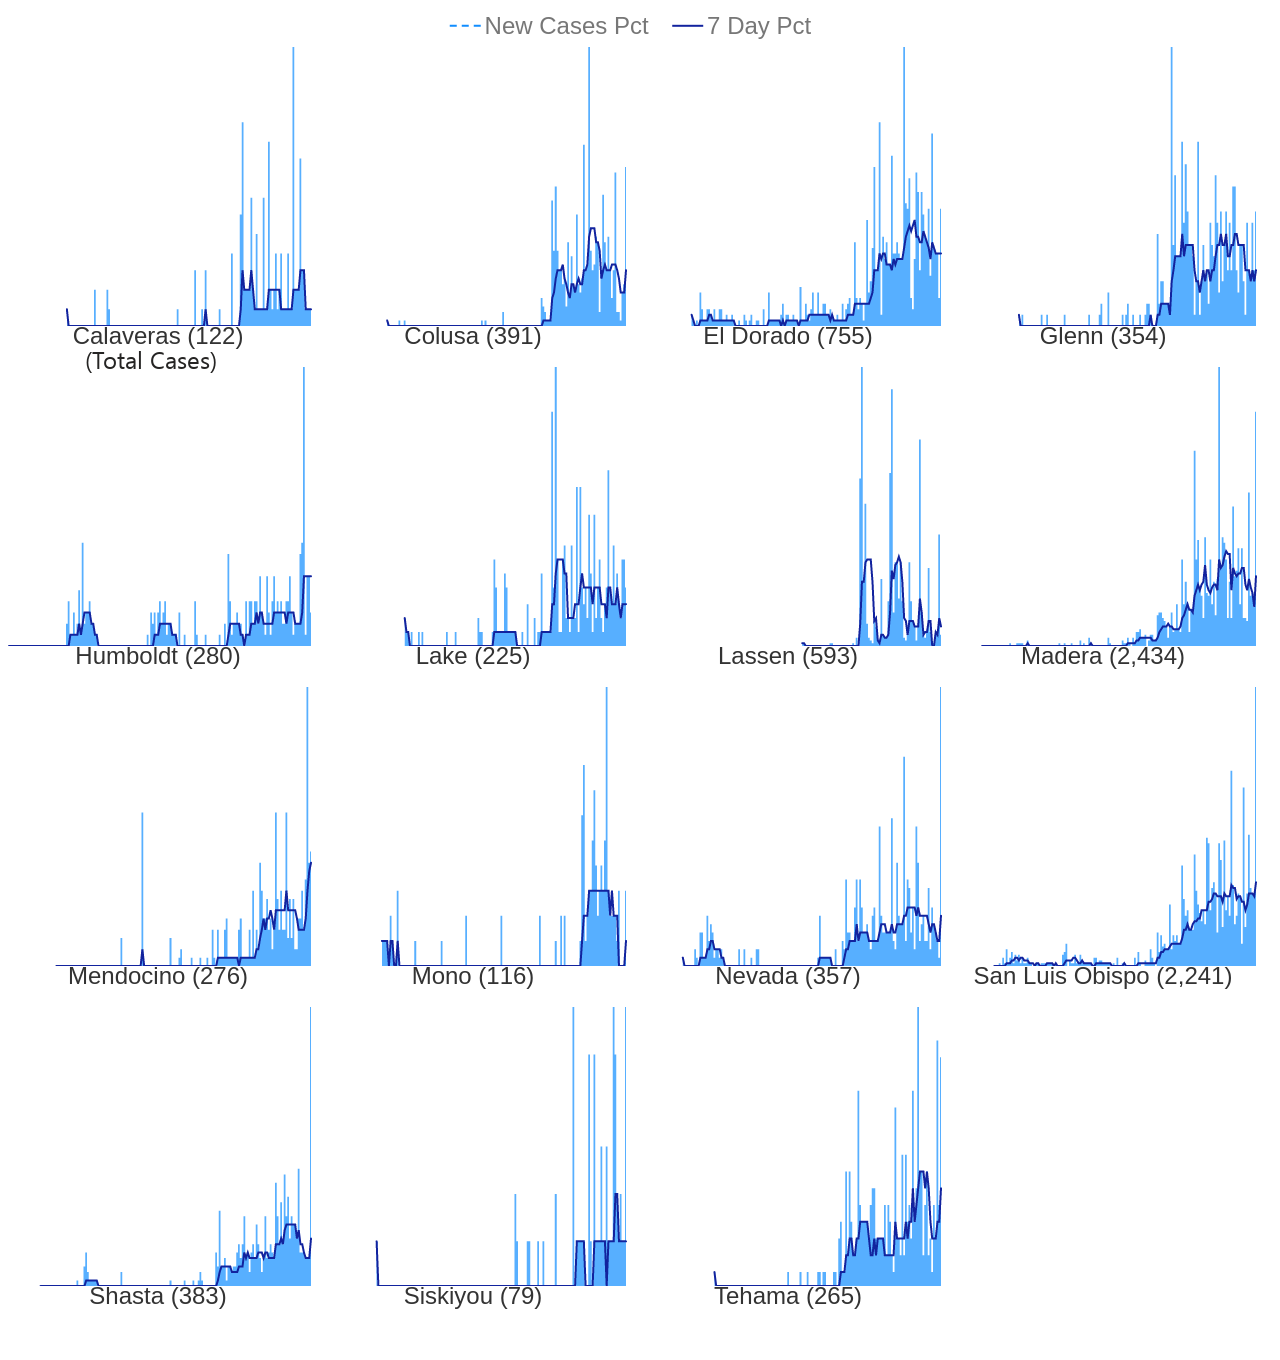 New Cases Pct 7 Day Pct
Calaveras (122) Colusa (391) El Dorado (755) Glenn (354)
(Total Cases)
Humboldt (280) Lake (225) Lassen (593) Madera (2,434)
Mendocino (276) Mono (116) Nevada (357) San Luis Obispo (2,241)
Shasta (383) Siskiyou (79) Tehama (265)